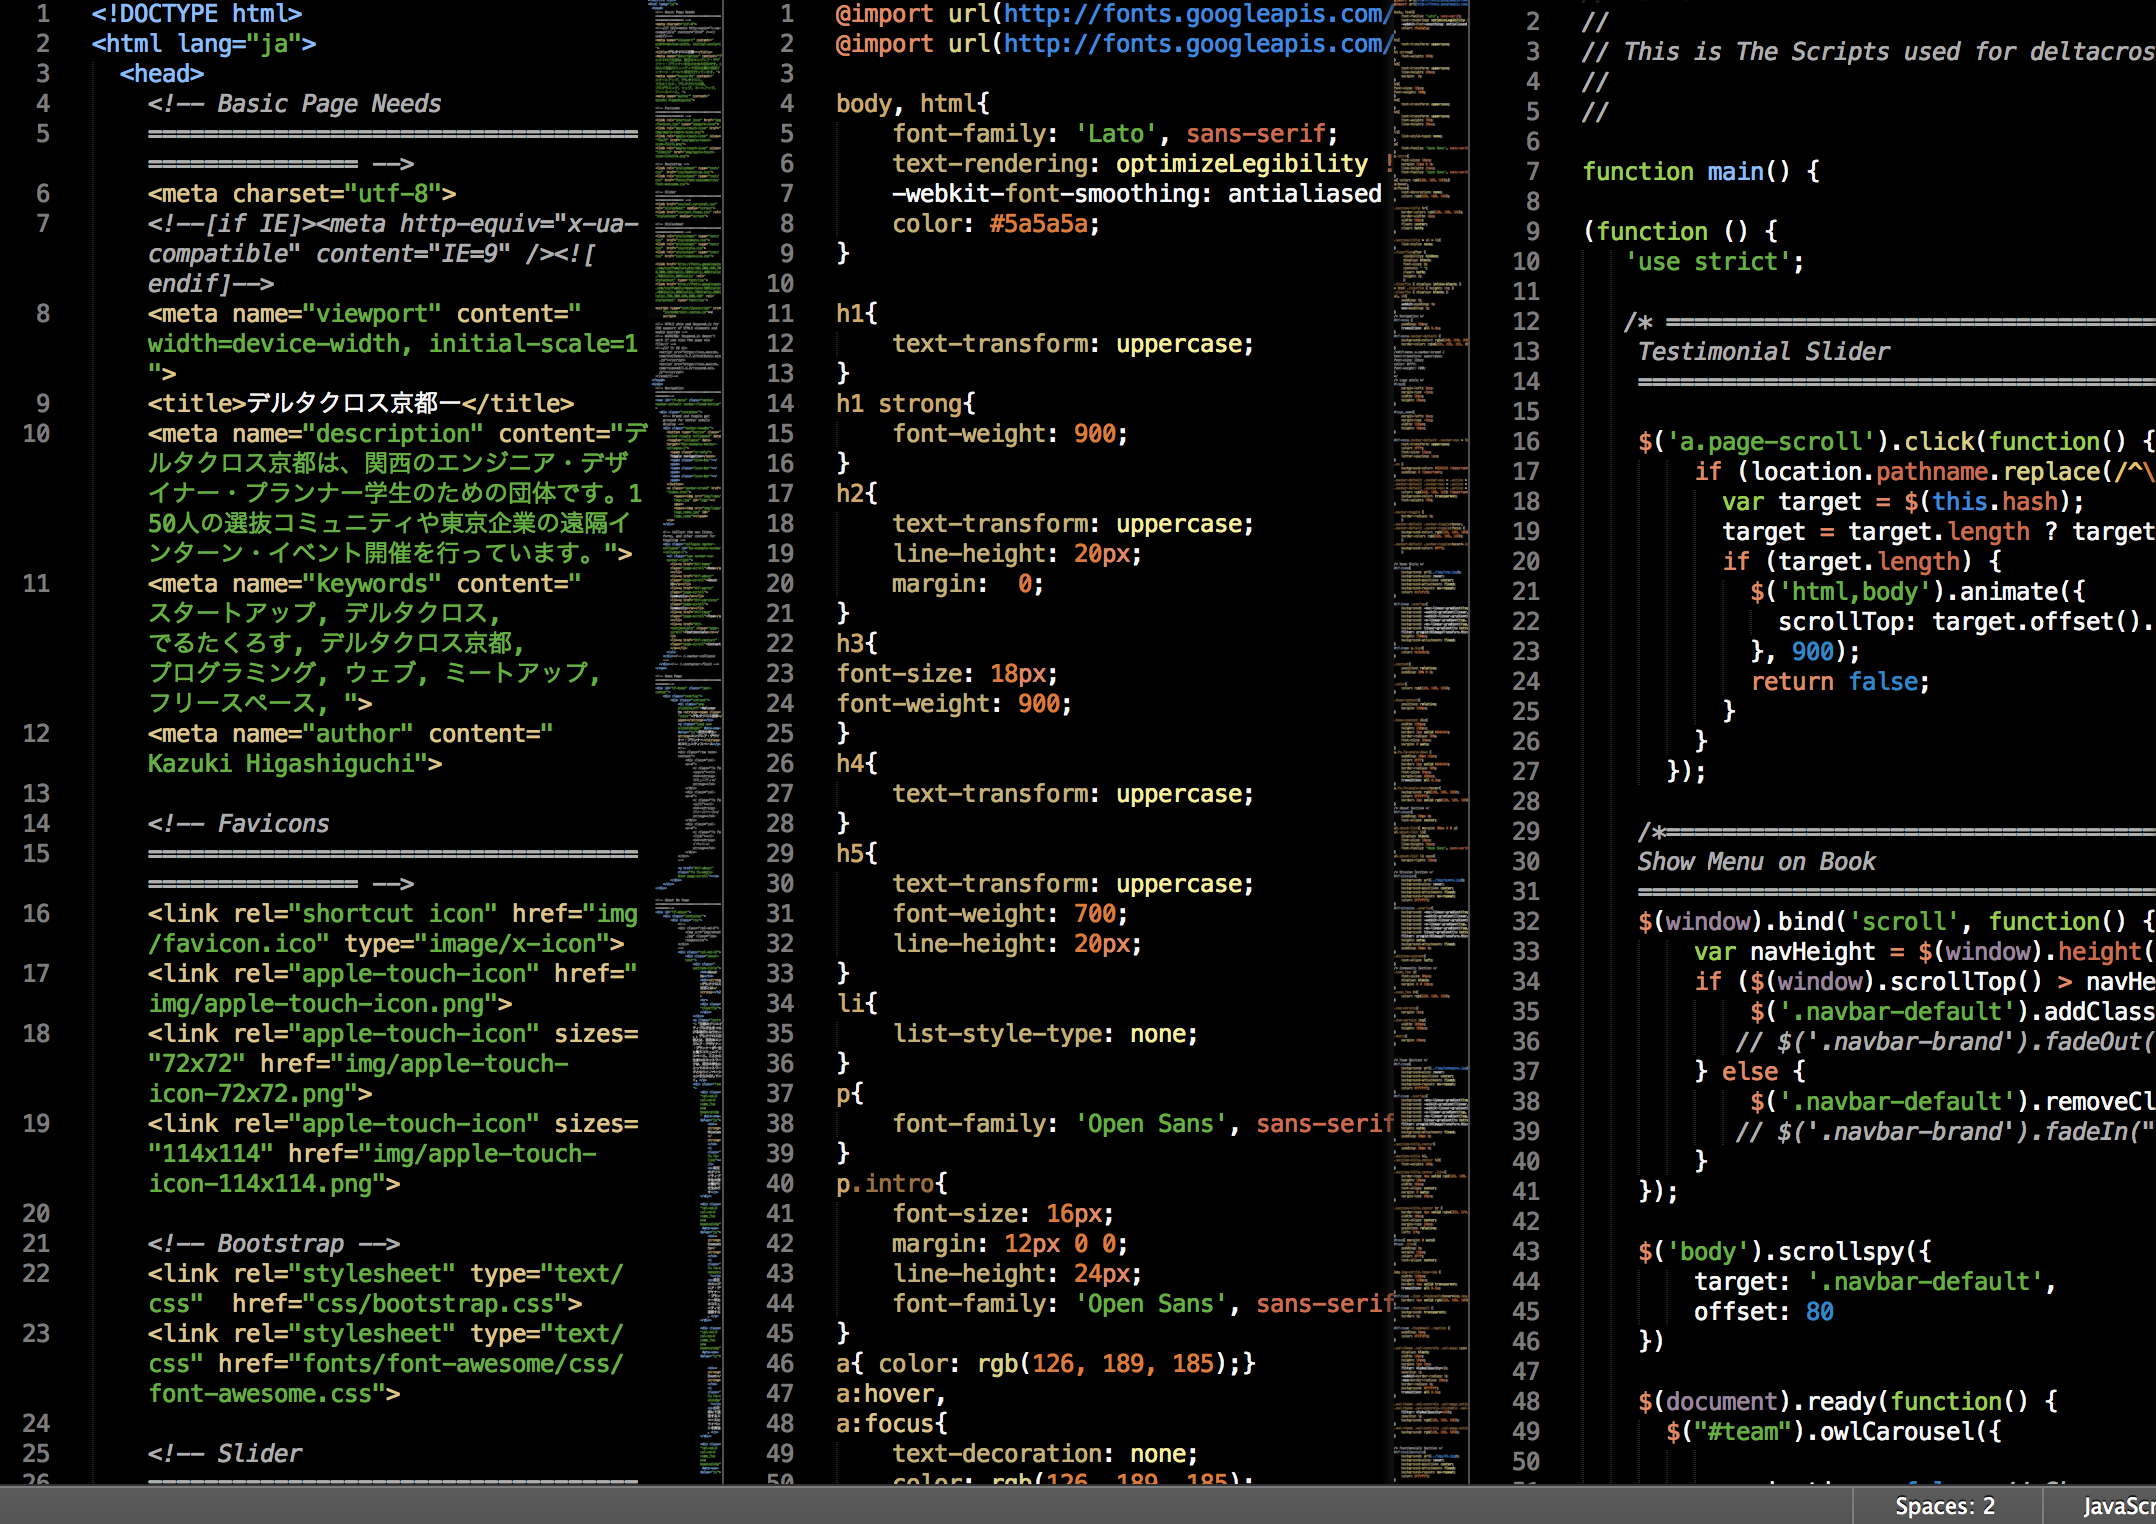 1 <!DOCTYPE html>
2 <html lang="ja">
3 <head>
4 <!-- Basic Page Needs
5 ===================================
=============== -->
6 <meta charset="utf-8">
7 <!--[if IE]><meta http-equiv="x-ua-
compatible" content="IE=9" /><![
endif]-->
8 <meta name="viewport" content="
width=device-width, initial-scale=1
">
9 <title>デルタクロス京都ー</title>
10 <meta name="description" content="デ
ルタクロス京都は、関西のエンジニア・デザ
イナー・プランナー学生のための団体です。1
50人の選抜コミュニティや東京企業の遠隔イ
ンターン・イベント開催を行っています。">
11 <meta name="keywords" content="
スタートアップ, デルタクロス,
でるたくろす, デルタクロス京都,
プログラミング, ウェブ, ミートアップ,
フリースペース, ">
12 <meta name="author" content="
Kazuki Higashiguchi">
13
14 <!-- Favicons
15 ===================================
=============== -->
16 <link rel="shortcut icon" href="img
/favicon.ico" type="image/x-icon">
17 <link rel="apple-touch-icon" href="
img/apple-touch-icon.png">
18 <link rel="apple-touch-icon" sizes=
"72x72" href="img/apple-touch-
icon-72x72.png">
19 <link rel="apple-touch-icon" sizes=
"114x114" href="img/apple-touch-
icon-114x114.png">
20
21 <!-- Bootstrap -->
22 <link rel="stylesheet" type="text/
css"  href="css/bootstrap.css">
23 <link rel="stylesheet" type="text/
css" href="fonts/font-awesome/css/
font-awesome.css">
24
25 <!-- Slider
26 ===================================
1 @import url(http://fonts.googleapis.com/
2 @import url(http://fonts.googleapis.com/
3
4 body, html{
5 font-family: 'Lato', sans-serif;
6 text-rendering: optimizeLegibility
7 -webkit-font-smoothing: antialiased
8 color: #5a5a5a;
9 }
10
11 h1{
12 text-transform: uppercase;
13 }
14 h1 strong{
15 font-weight: 900;
16 }
17 h2{
18 text-transform: uppercase;
19 line-height: 20px;
20 margin:  0;
21 }
22 h3{
23 font-size: 18px;
24 font-weight: 900;
25 }
26 h4{
27 text-transform: uppercase;
28 }
29 h5{
30 text-transform: uppercase;
31 font-weight: 700;
32 line-height: 20px;
33 }
34 li{
35 list-style-type: none;
36 }
37 p{
38 font-family: 'Open Sans', sans-serif
39 }
40 p.intro{
41 font-size: 16px;
42 margin: 12px 0 0;
43 line-height: 24px;
44 font-family: 'Open Sans', sans-serif
45 }
46 a{ color: rgb(126, 189, 185);}
47 a:hover,
48 a:focus{
49 text-decoration: none;
50 color: rgb(126, 189, 185);
2 //
3 // This is The Scripts used for deltacros
4 //
5 //
6
7 function main() {
8
9 (function () {
10 'use strict';
11
12 /* ===================================
13 Testimonial Slider
14 =====================================
15
16 $('a.page-scroll').click(function() {
17 if (location.pathname.replace(/^\
18 var target = $(this.hash);
19 target = target.length ? target
20 if (target.length) {
21 $('html,body').animate({
22 scrollTop: target.offset().
23 }, 900);
24 return false;
25 }
26 }
27 });
28
29 /*===================================
30 Show Menu on Book
31 =====================================
32 $(window).bind('scroll', function() {
33 var navHeight = $(window).height(
34 if ($(window).scrollTop() > navHe
35 $('.navbar-default').addClass
36 // $('.navbar-brand').fadeOut(
37 } else {
38 $('.navbar-default').removeCl
39 // $('.navbar-brand').fadeIn("
40 }
41 });
42
43 $('body').scrollspy({
44 target: '.navbar-default',
45 offset: 80
46 })
47
48 $(document).ready(function() {
49 $("#team").owlCarousel({
50
Spaces: 2 JavaScr